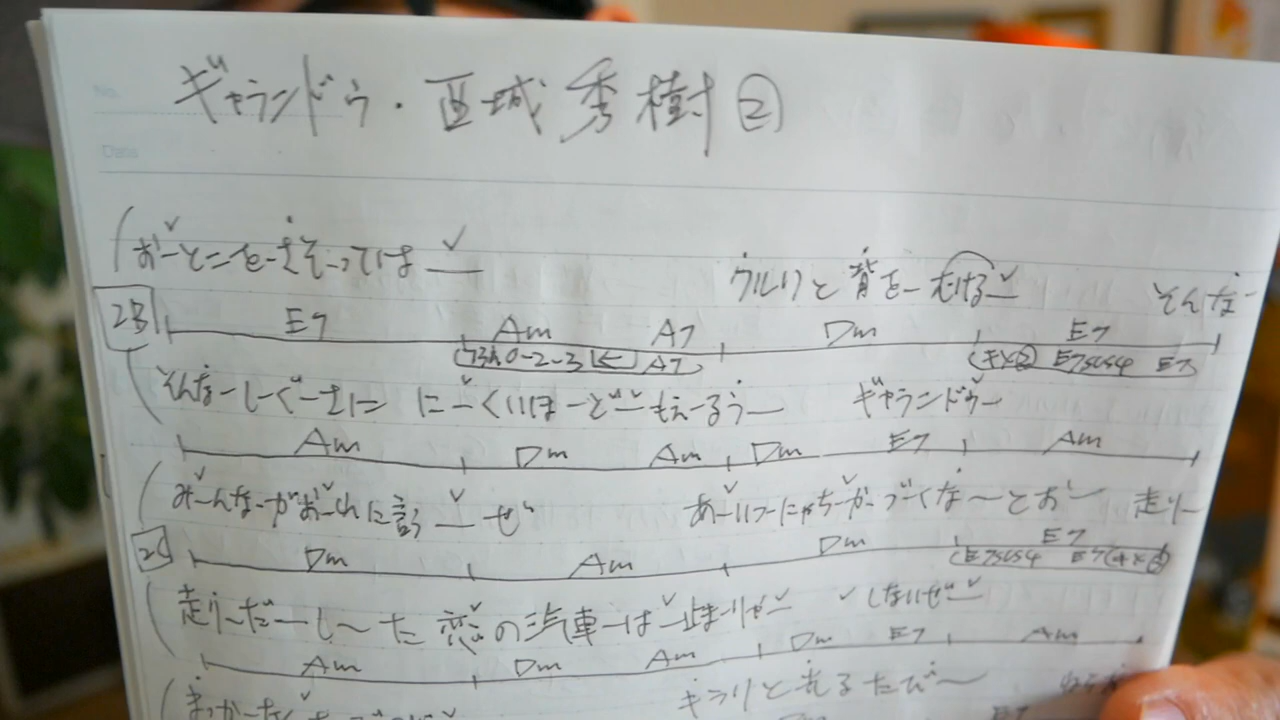 No.
ギャランドゥ・西城秀樹②
Date
おーとこをーさそってはー
クルリと背をーむける そんなー
2B E7 Am A7 Dm E7
E7sus4 E7
そんなーしぐーさに にーくいほーどーもえーるぅー ギャランドゥー
Am Dm Am Dm E7 Am
みーんなーがおーれに言うーぜ あーいつーにゃちーかーづーくなーとおー 走りー
2C Dm Am Dm E7
E7sus4 E7
走りーだーしーた恋の汽車ーはー止まーりゃー しないぜー
Am Dm Am Dm E7 Am
キラリと光るたびー
Dm E7